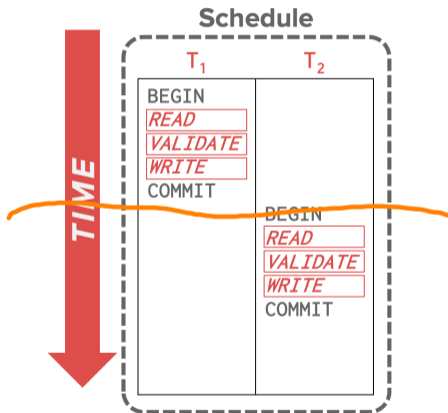 Schedule
TIME
T1 T2
BEGIN
READ
VALIDATE
WRITE
COMMIT
BEGIN
READ
VALIDATE
WRITE
COMMIT